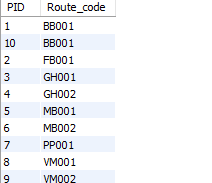 PID Route_code
1 BB001
10 BB001
2 FB001
3 GH001
4 GH002
5 MB001
6 MB002
7 PP001
8 VM001
9 VM002